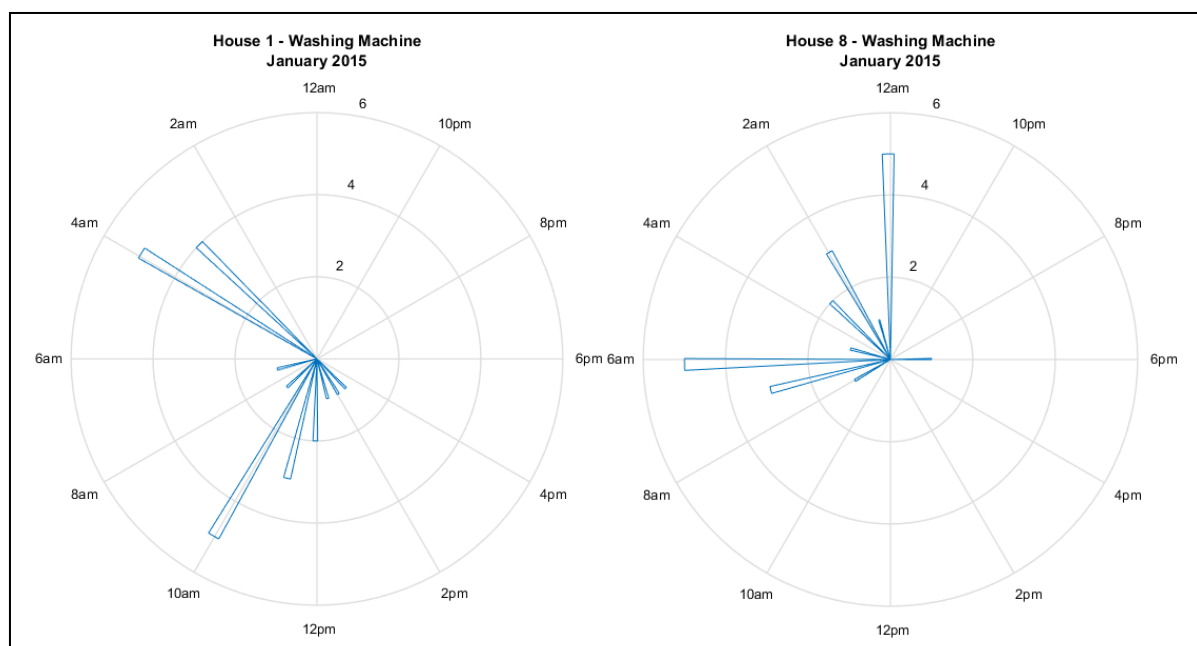 House 1 - Washing Machine
January 2015
12am
6
10pm
2am
4
8pm
4am
2
6am
6pm
8am
4pm
10am
2pm
12pm
House 8 - Washing Machine
January 2015
12am
6
10pm
2am
4
8pm
4am
2
6am
6pm
8am
4pm
10am
2pm
12pm